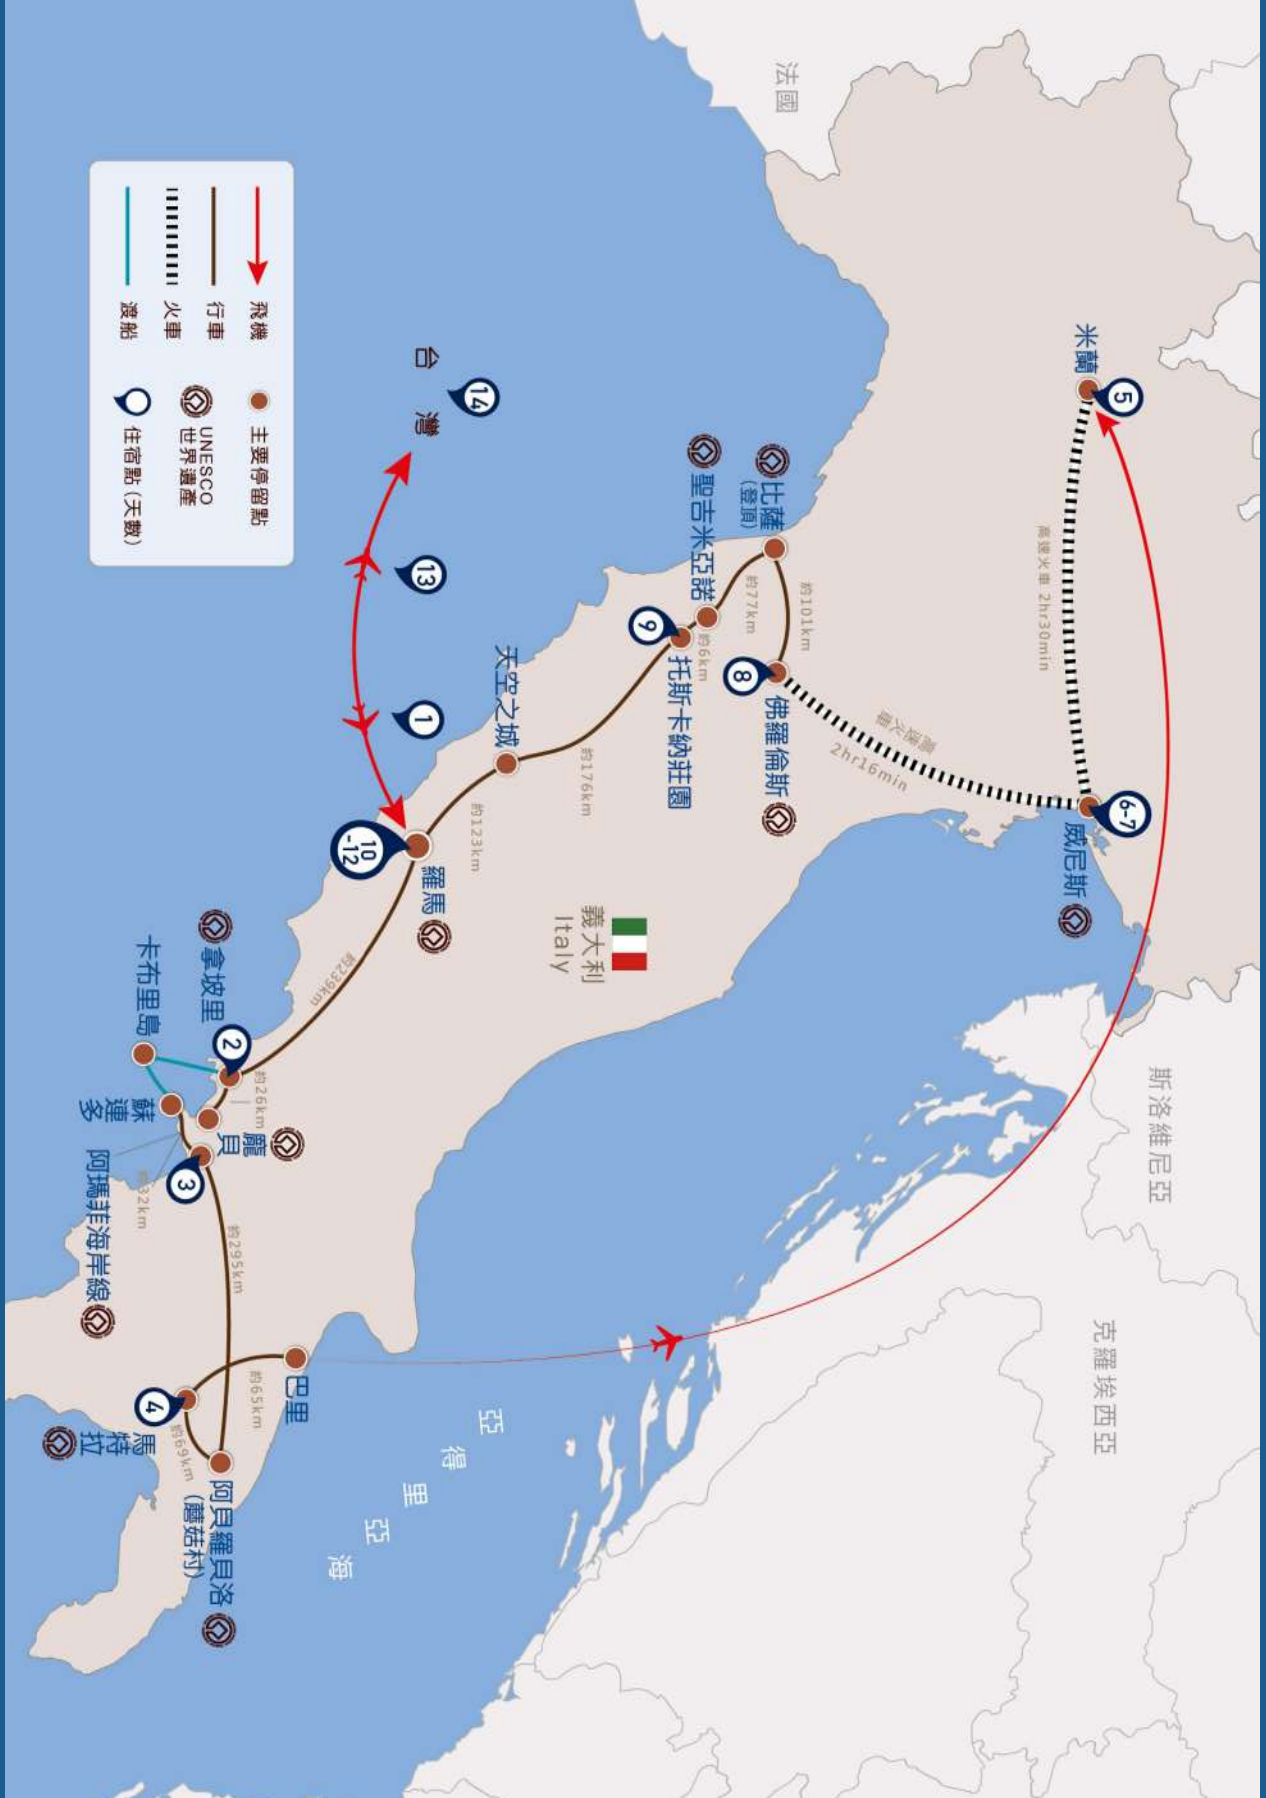 法國
米蘭
5
高速火車 2hr30min
6-7
威尼斯
斯洛維尼亞
克羅埃西亞
比薩
(登頂)
約101km
約77km
聖吉米亞諾
約6km
9
托斯卡納莊園
8
佛羅倫斯
高速火車
2hr16min
天空之城
約176km
約123km
義大利
Italy
10
-12
羅馬
台灣
14
13
1
約239km
拿坡里
2
卡布里島
約26km
龐貝
蘇連多
約32km
3
阿瑪菲海岸線
約295km
巴里
約65km
4
馬特拉
約69km
阿貝羅貝洛
(蘑菇村)
亞得里亞海
飛機
行車
火車
渡船
主要停留點
UNESCO
世界遺產
住宿點(天數)